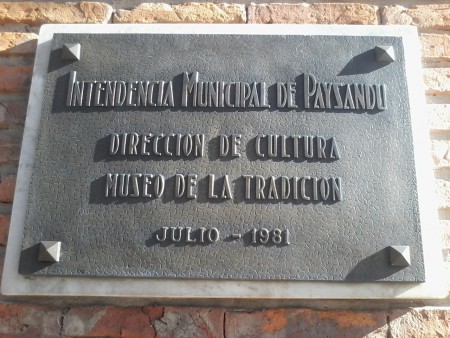 INTENDENCIA MUNICIPAL DE PAYSANDU
DIRECCION DE CULTURA
MUSEO DE LA TRADICION
JULIO - 1981